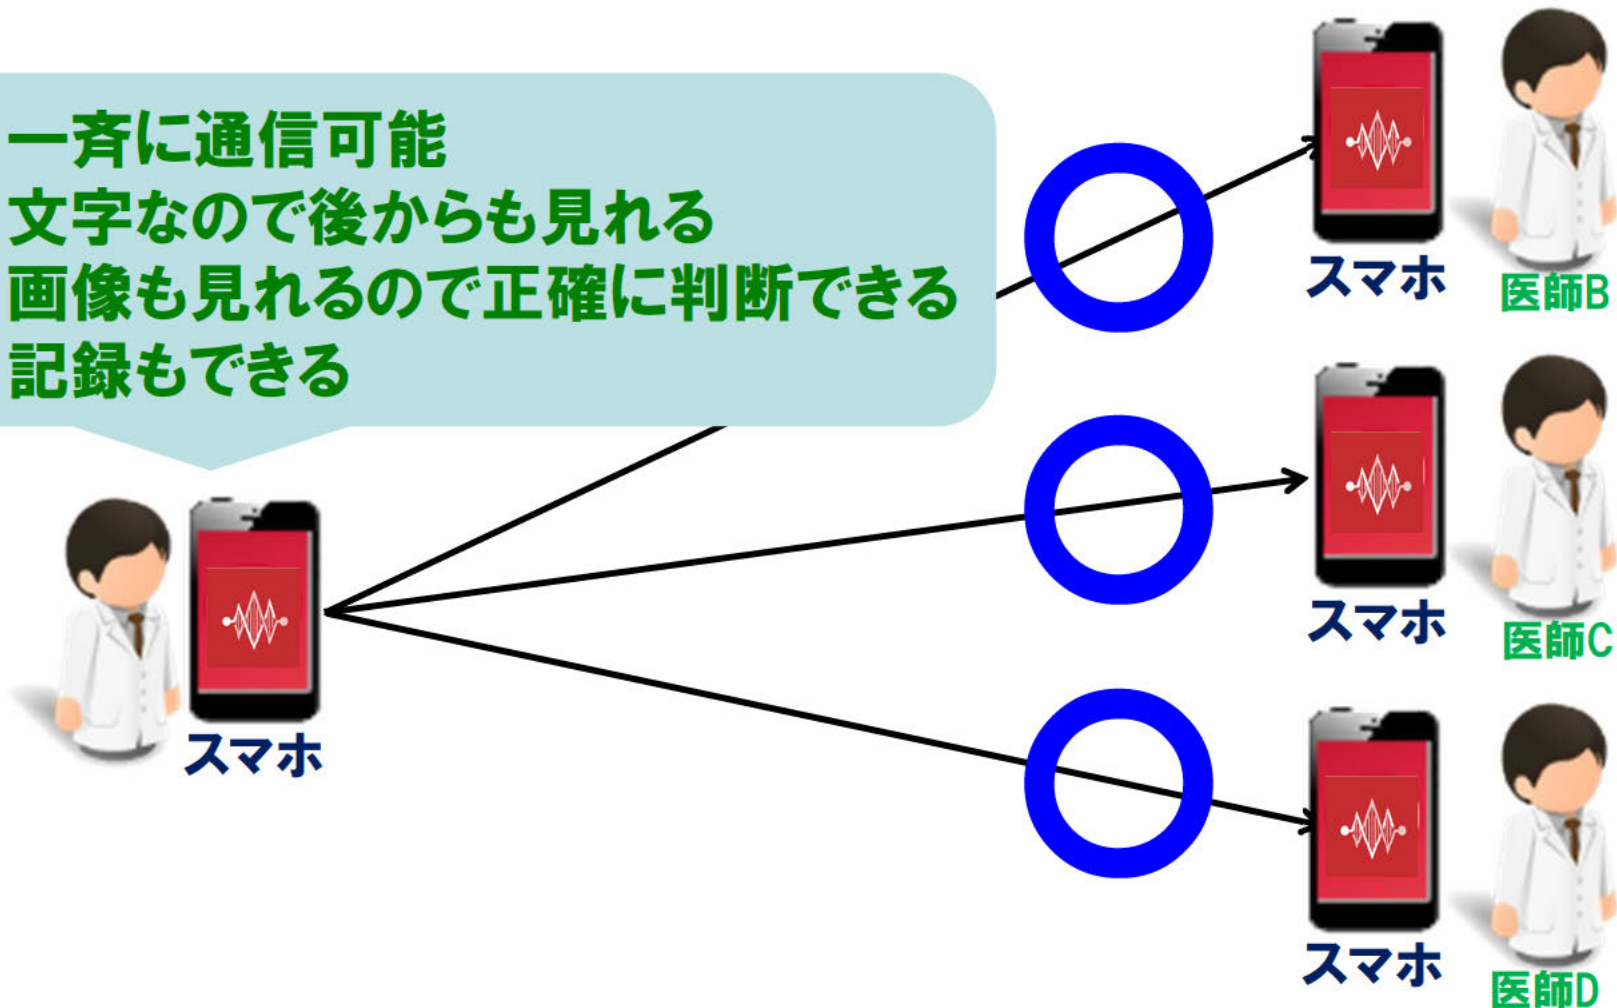 一斉に通信可能
文字なので後からも見れる
画像も見れるので正確に判断できる
記録もできる
スマホ
医師B
スマホ
医師C
スマホ
スマホ
医師D